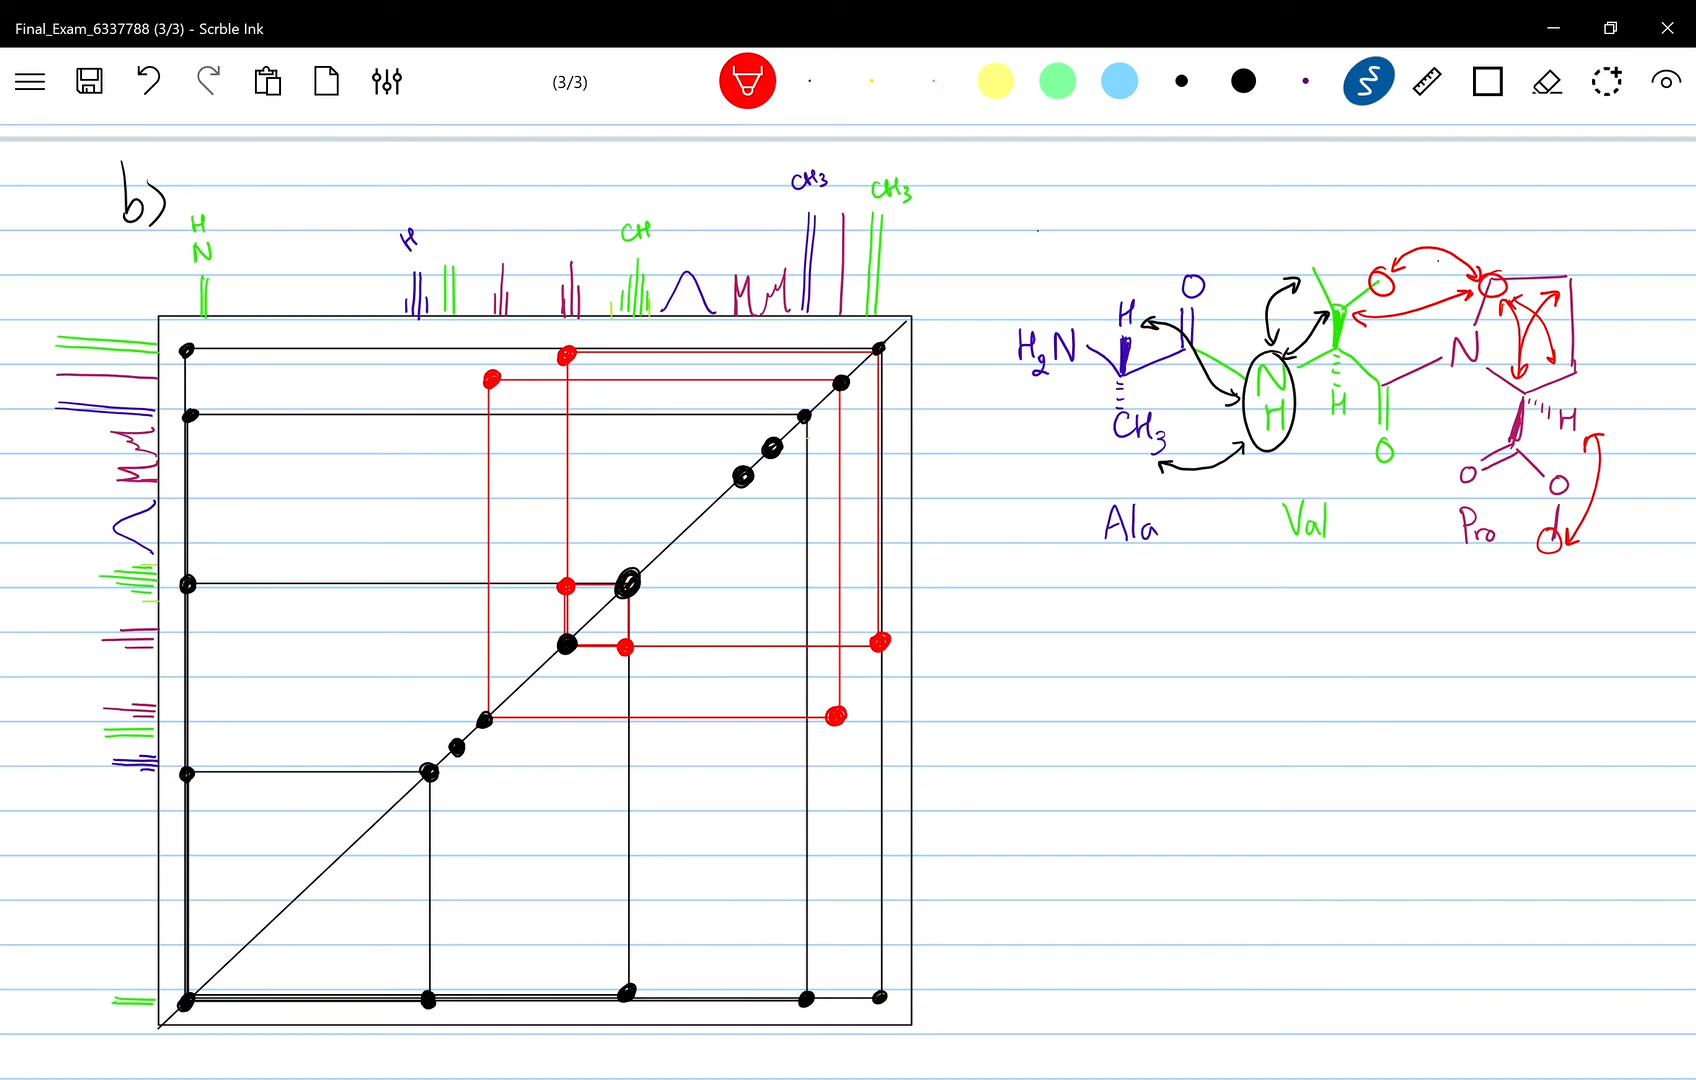 Final_Exam_6337788 (3/3) - Scrble Ink
(3/3)
b)
H
N
H
CH
CH3
CH3
H2N
H
O
CH3
N
H
H
O
O
O
N
H
O
O
Ala
Val
Pro